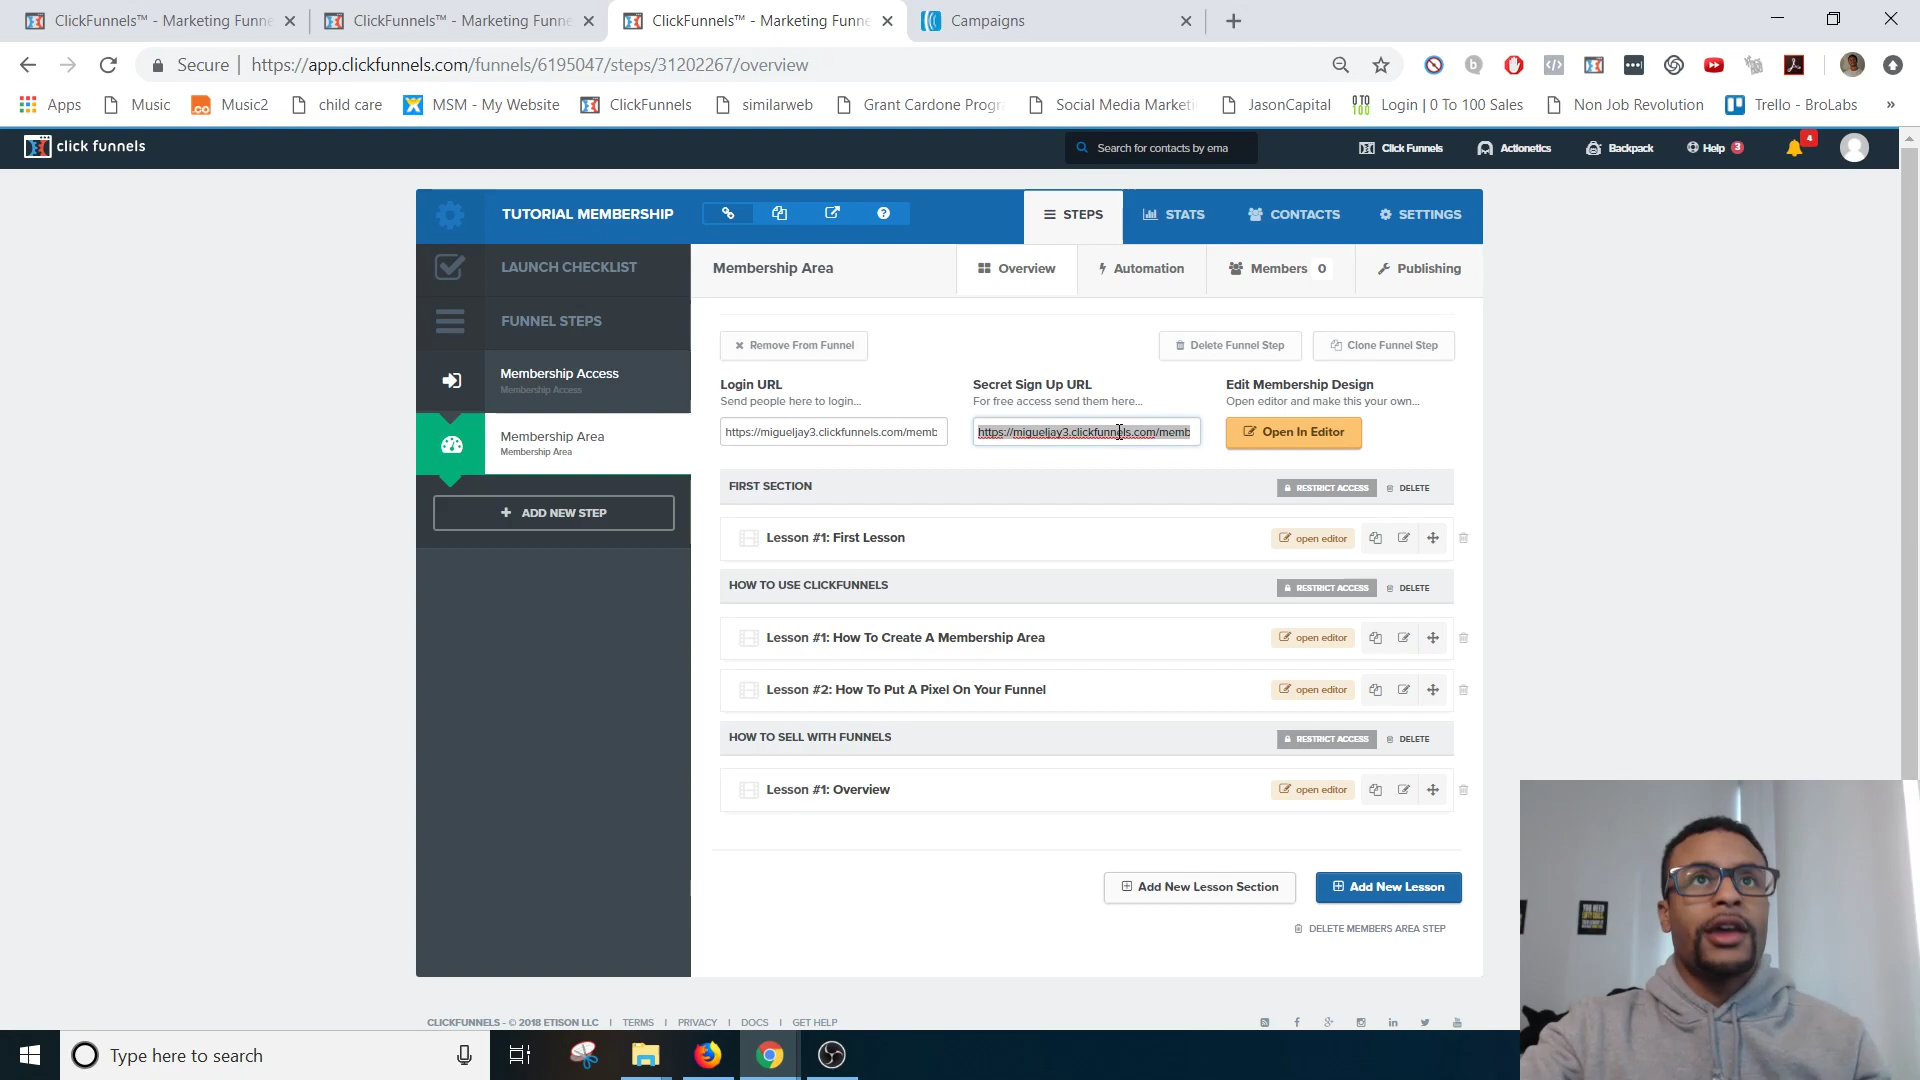 ClickFunnels™ - Marketing Funne
ClickFunnels™ - Marketing Funne
ClickFunnels™ - Marketing Funne
Campaigns
Secure
https://app.clickfunnels.com/funnels/6195047/steps/31202267/overview
Apps
Music
Music2
child care
MSM - My Website
ClickFunnels
similarweb
Grant Cardone Progr
Social Media Marketi
JasonCapital
Login | 0 To 100 Sales
Non Job Revolution
Trello - BroLabs
»
click funnels
Search for contacts by ema
Click Funnels
Actionetics
Backpack
Help 3
4
TUTORIAL MEMBERSHIP
STEPS
STATS
CONTACTS
SETTINGS
LAUNCH CHECKLIST
FUNNEL STEPS
Membership Access
Membership Access
Membership Area
Membership Area
+ ADD NEW STEP
Membership Area
Overview
Automation
Members 0
Publishing
Remove From Funnel
Delete Funnel Step
Clone Funnel Step
Login URL
Send people here to login...
https://migueljay3.clickfunnels.com/memb
Secret Sign Up URL
For free access send them here...
https://migueljay3.clickfunnels.com/memb
Edit Membership Design
Open editor and make this your own...
Open In Editor
FIRST SECTION
RESTRICT ACCESS
DELETE
Lesson #1: First Lesson
open editor
HOW TO USE CLICKFUNNELS
RESTRICT ACCESS
DELETE
Lesson #1: How To Create A Membership Area
open editor
Lesson #2: How To Put A Pixel On Your Funnel
open editor
HOW TO SELL WITH FUNNELS
RESTRICT ACCESS
DELETE
Lesson #1: Overview
open editor
Add New Lesson Section
Add New Lesson
DELETE MEMBERS AREA STEP
CLICKFUNNELS - © 2018 ETISON LLC | TERMS | PRIVACY | DOCS | GET HELP
Type here to search